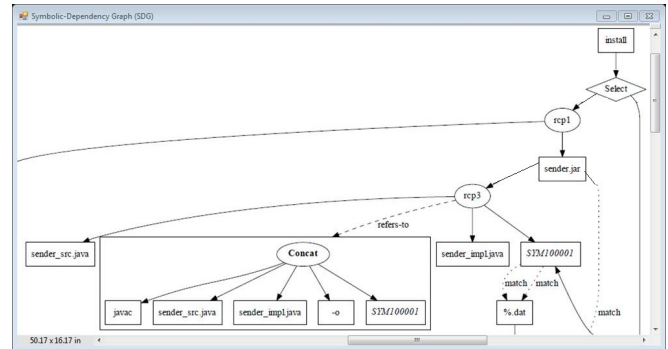 Symbolic-Dependency Graph (SDG)
install
Select
rcp1
sender.jar
rcp3
refers-to
sender_src.java
Concat
sender_impl.java
SYM100001
match
match
match
javac
sender_src.java
sender_impl.java
-o
SYM100001
%.dat
50.17 x 16.17 in